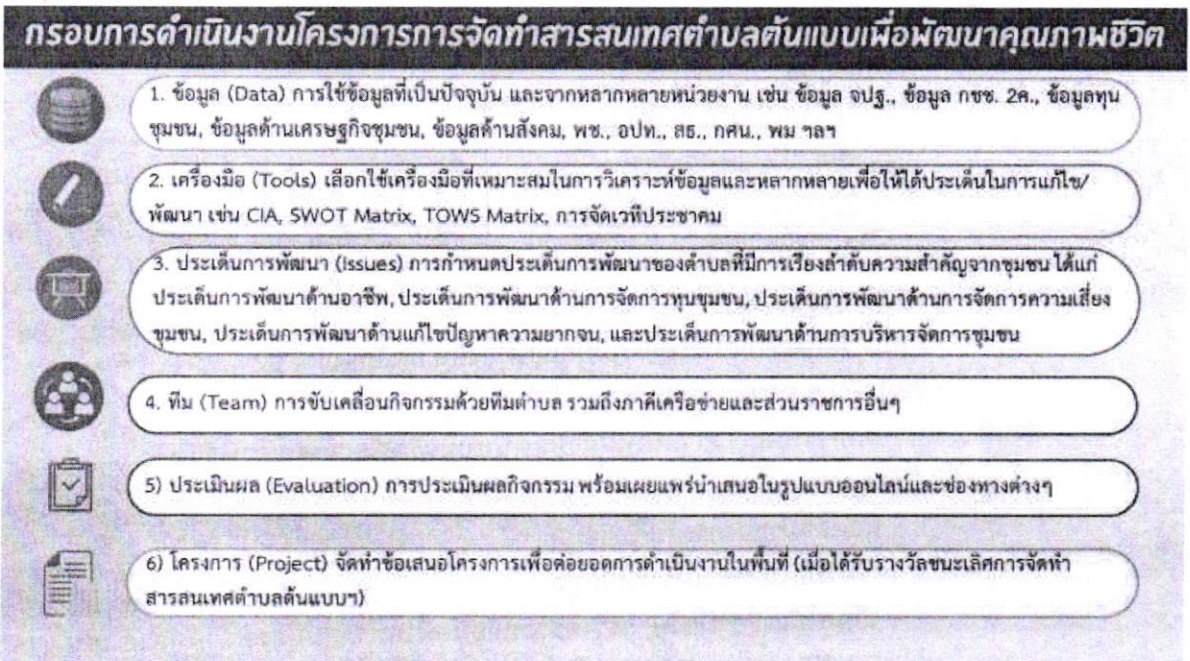 กรอบการดำเนินงานโครงการการจัดทำสารสนเทศตำบลต้นแบบเพื่อพัฒนาคุณภาพชีวิต
1. ข้อมูล (Data) การใช้ข้อมูลที่เป็นปัจจุบัน และจากหลากหลายหน่วยงาน เช่น ข้อมูล จปฐ., ข้อมูล กชช. 2ค., ข้อมูลทุน
ชุมชน, ข้อมูลด้านเศรษฐกิจชุมชน, ข้อมูลด้านสังคม, พช., อปท., สธ., กศน., พม ฯลฯ
2. เครื่องมือ (Tools) เลือกใช้เครื่องมือที่เหมาะสมในการวิเคราะห์ข้อมูลและหลากหลายเพื่อให้ได้ประเด็นในการแก้ไข/
พัฒนา เช่น CIA, SWOT Matrix, TOWS Matrix, การจัดเวทีประชาคม
3. ประเด็นการพัฒนา (Issues) การกำหนดประเด็นการพัฒนาของตำบลที่มีการเรียงลำดับความสำคัญจากชุมชน ได้แก่
ประเด็นการพัฒนาด้านอาชีพ, ประเด็นการพัฒนาด้านการจัดการทุนชุมชน, ประเด็นการพัฒนาด้านการจัดการความเสี่ยง
ชุมชน, ประเด็นการพัฒนาด้านแก้ไขปัญหาความยากจน, และประเด็นการพัฒนาด้านการบริหารจัดการชุมชน
4. ทีม (Team) การขับเคลื่อนกิจกรรมด้วยทีมตำบล รวมถึงภาคีเครือข่ายและส่วนราชการอื่นๆ
5) ประเมินผล (Evaluation) การประเมินผลกิจกรรม พร้อมเผยแพร่นำเสนอในรูปแบบออนไลน์และช่องทางต่างๆ
6) โครงการ (Project) จัดทำข้อเสนอโครงการเพื่อต่อยอดการดำเนินงานในพื้นที่ (เมื่อได้รับรางวัลชนะเลิศการจัดทำ
สารสนเทศตำบลต้นแบบฯ)